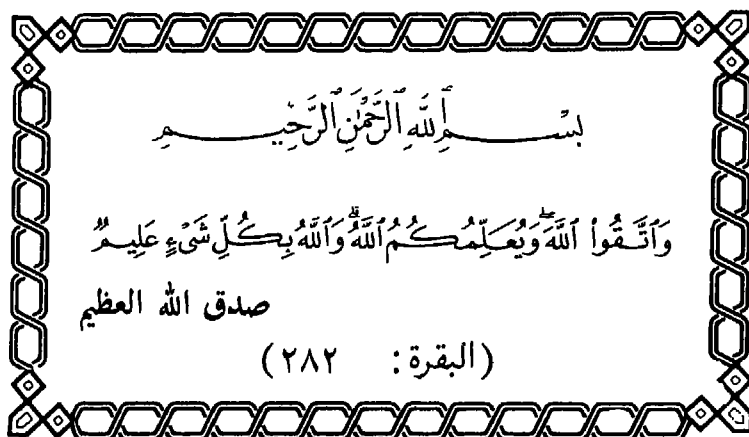 بِسْمِ ٱللَّهِ ٱلرَّحْمَٰنِ ٱلرَّحِيمِ
وَٱتَّقُواْ ٱللَّهَۖ وَيُعَلِّمُكُمُ ٱللَّهُۗ وَٱللَّهُ بِكُلِّ شَىْءٍ عَلِيمٌ
صدق الله العظيم
(البقرة: ٢٨٢)